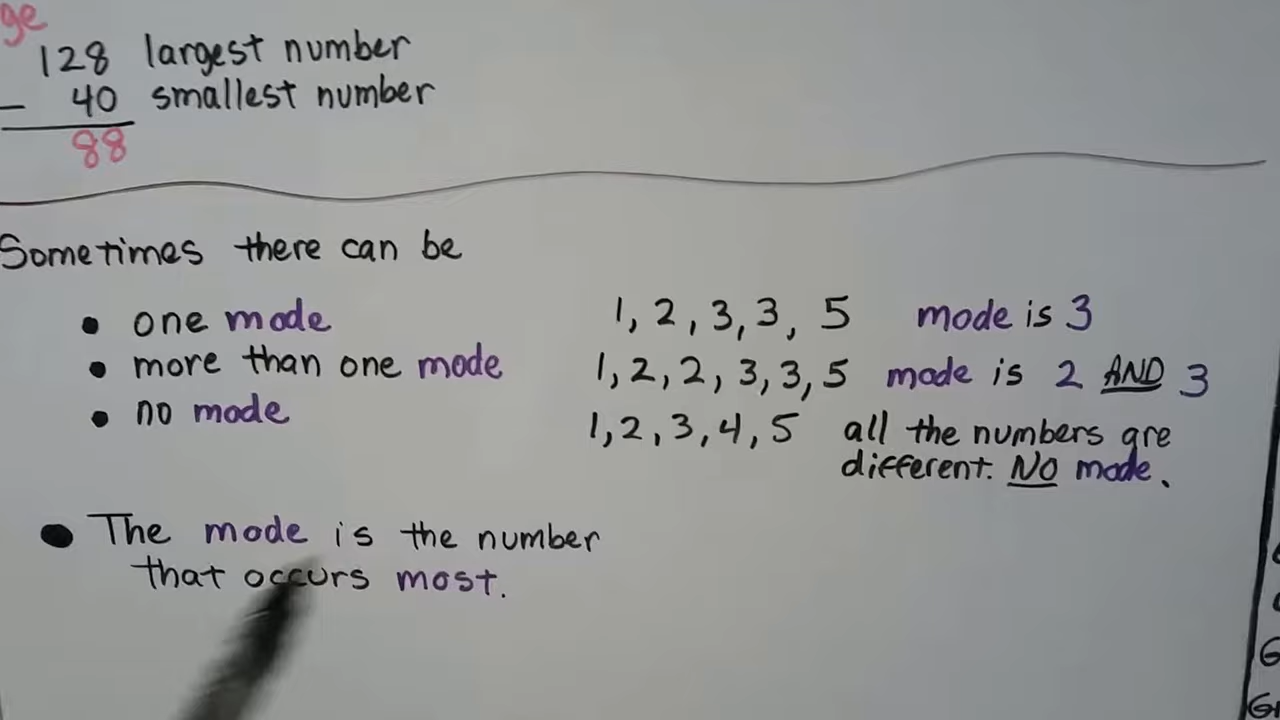 ge
128 largest number
- 40 smallest number
88
Sometimes there can be
• one mode 1, 2, 3, 3, 5 mode is 3
• more than one mode 1, 2, 2, 3, 3, 5 mode is 2 AND 3
• no mode 1, 2, 3, 4, 5 all the numbers are
different. NO mode.
• The mode is the number
that occurs most.